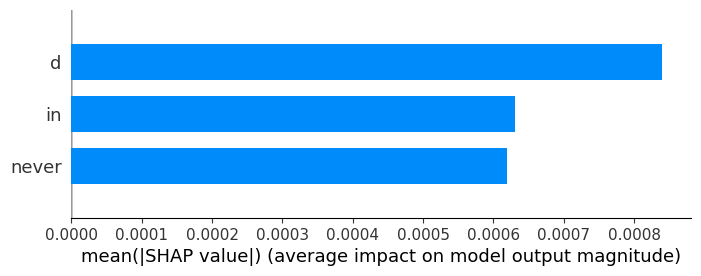 d
in
never
0.0000 0.0001 0.0002 0.0003 0.0004 0.0005 0.0006 0.0007 0.0008
mean(|SHAP value|) (average impact on model output magnitude)